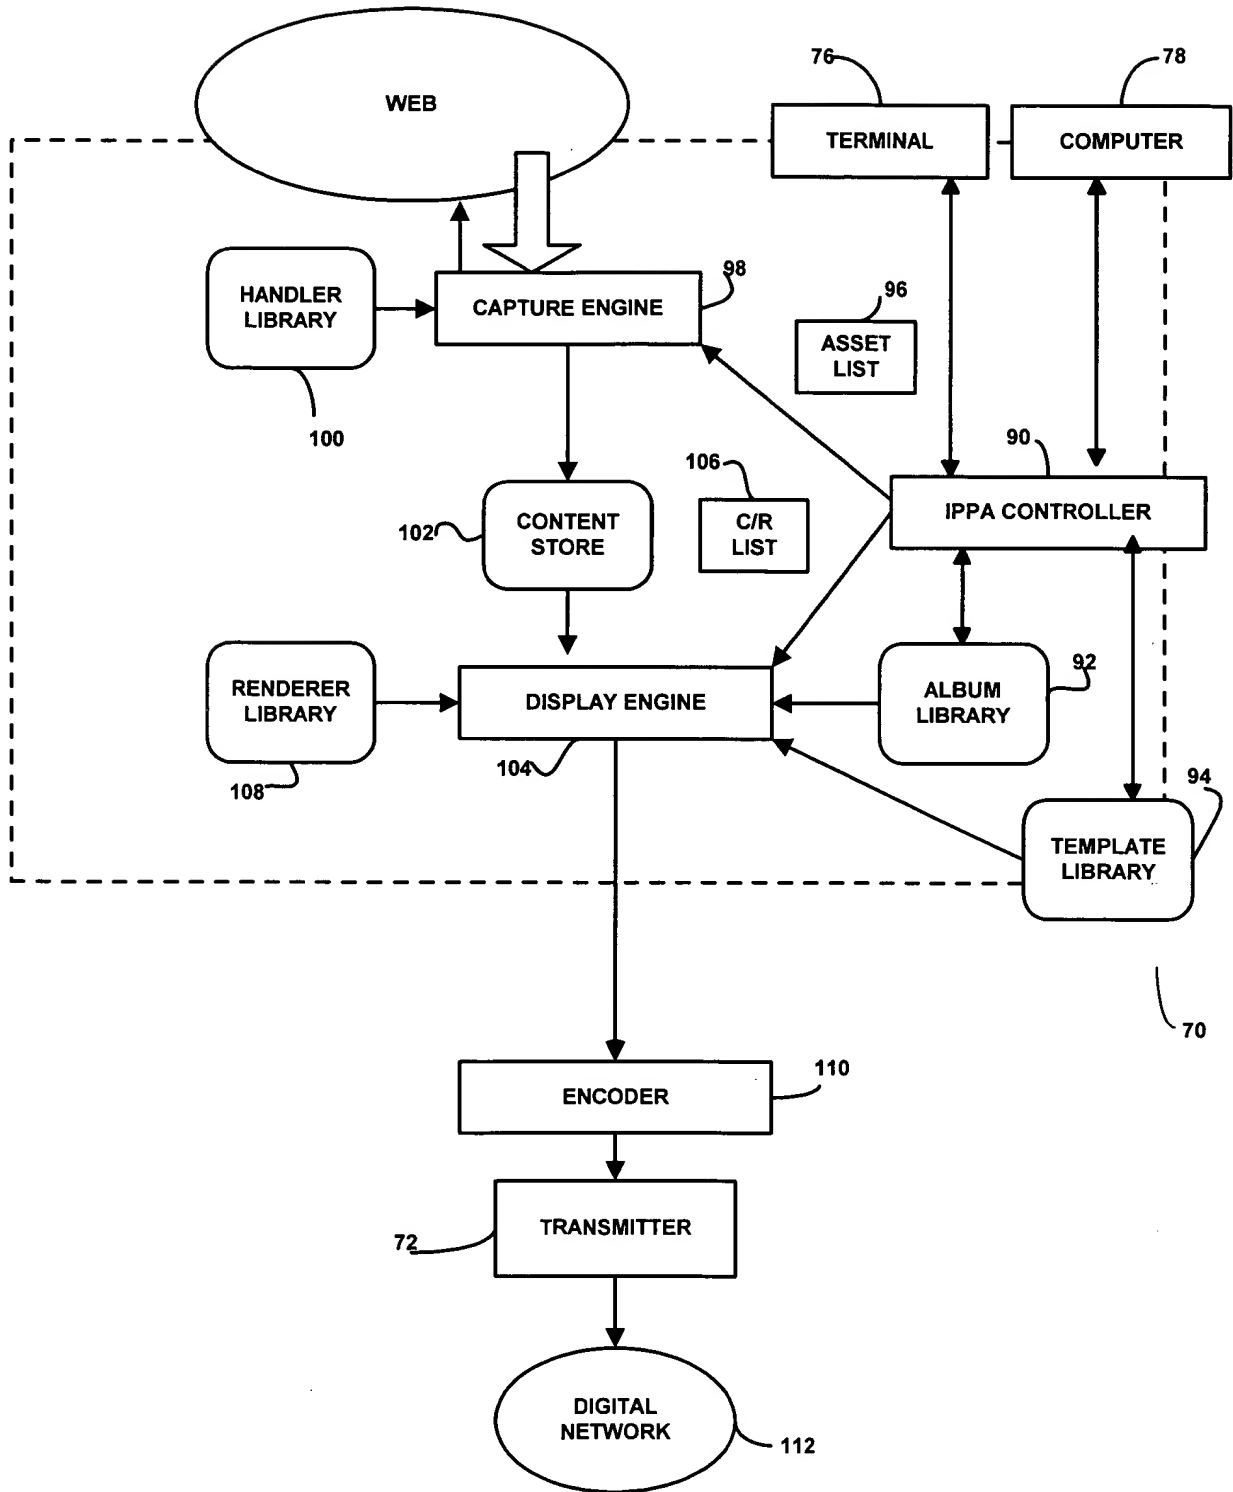 WEB
76
78
TERMINAL
COMPUTER
HANDLER
LIBRARY
100
CAPTURE ENGINE
98
96
ASSET
LIST
90
IPPA CONTROLLER
106
C/R
LIST
102
CONTENT
STORE
RENDERER
LIBRARY
108
DISPLAY ENGINE
104
ALBUM
LIBRARY
92
94
TEMPLATE
LIBRARY
70
ENCODER
110
TRANSMITTER
72
DIGITAL
NETWORK
112